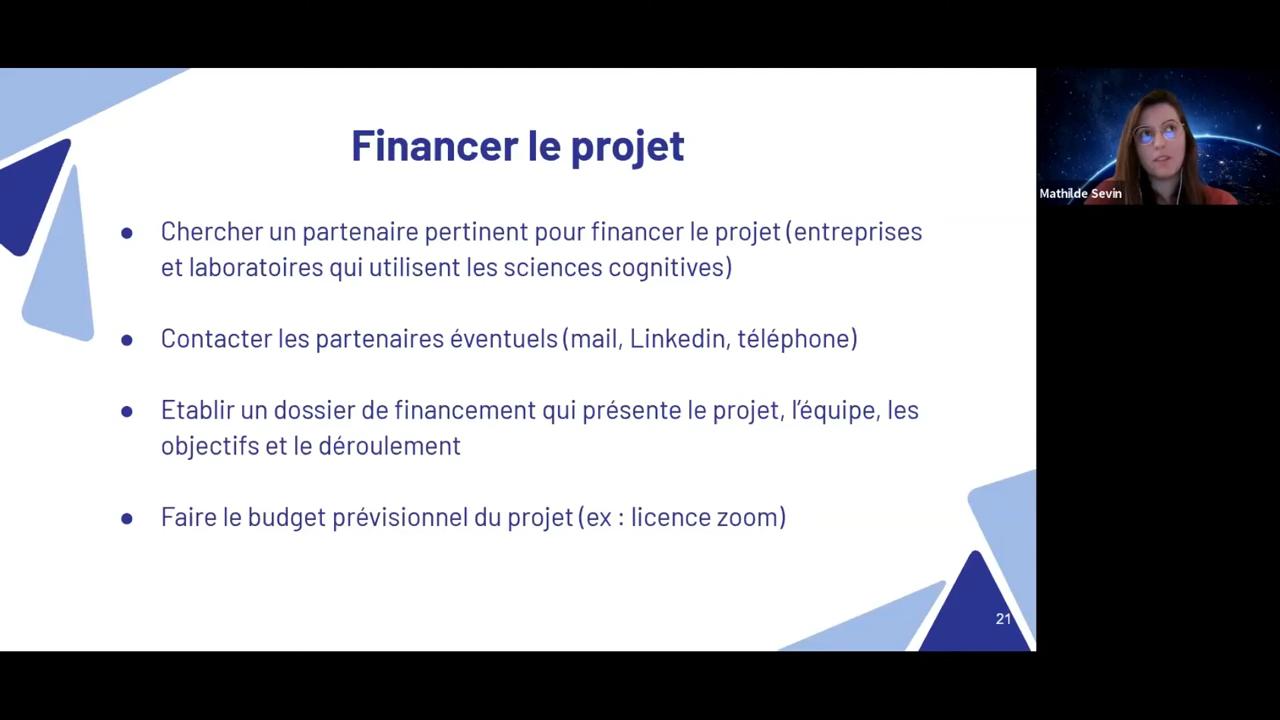 Financer le projet
● Chercher un partenaire pertinent pour financer le projet (entreprises
et laboratoires qui utilisent les sciences cognitives)
● Contacter les partenaires éventuels (mail, Linkedin, téléphone)
● Etablir un dossier de financement qui présente le projet, l'équipe, les
objectifs et le déroulement
● Faire le budget prévisionnel du projet (ex : licence zoom)
21
Mathilde Sevin